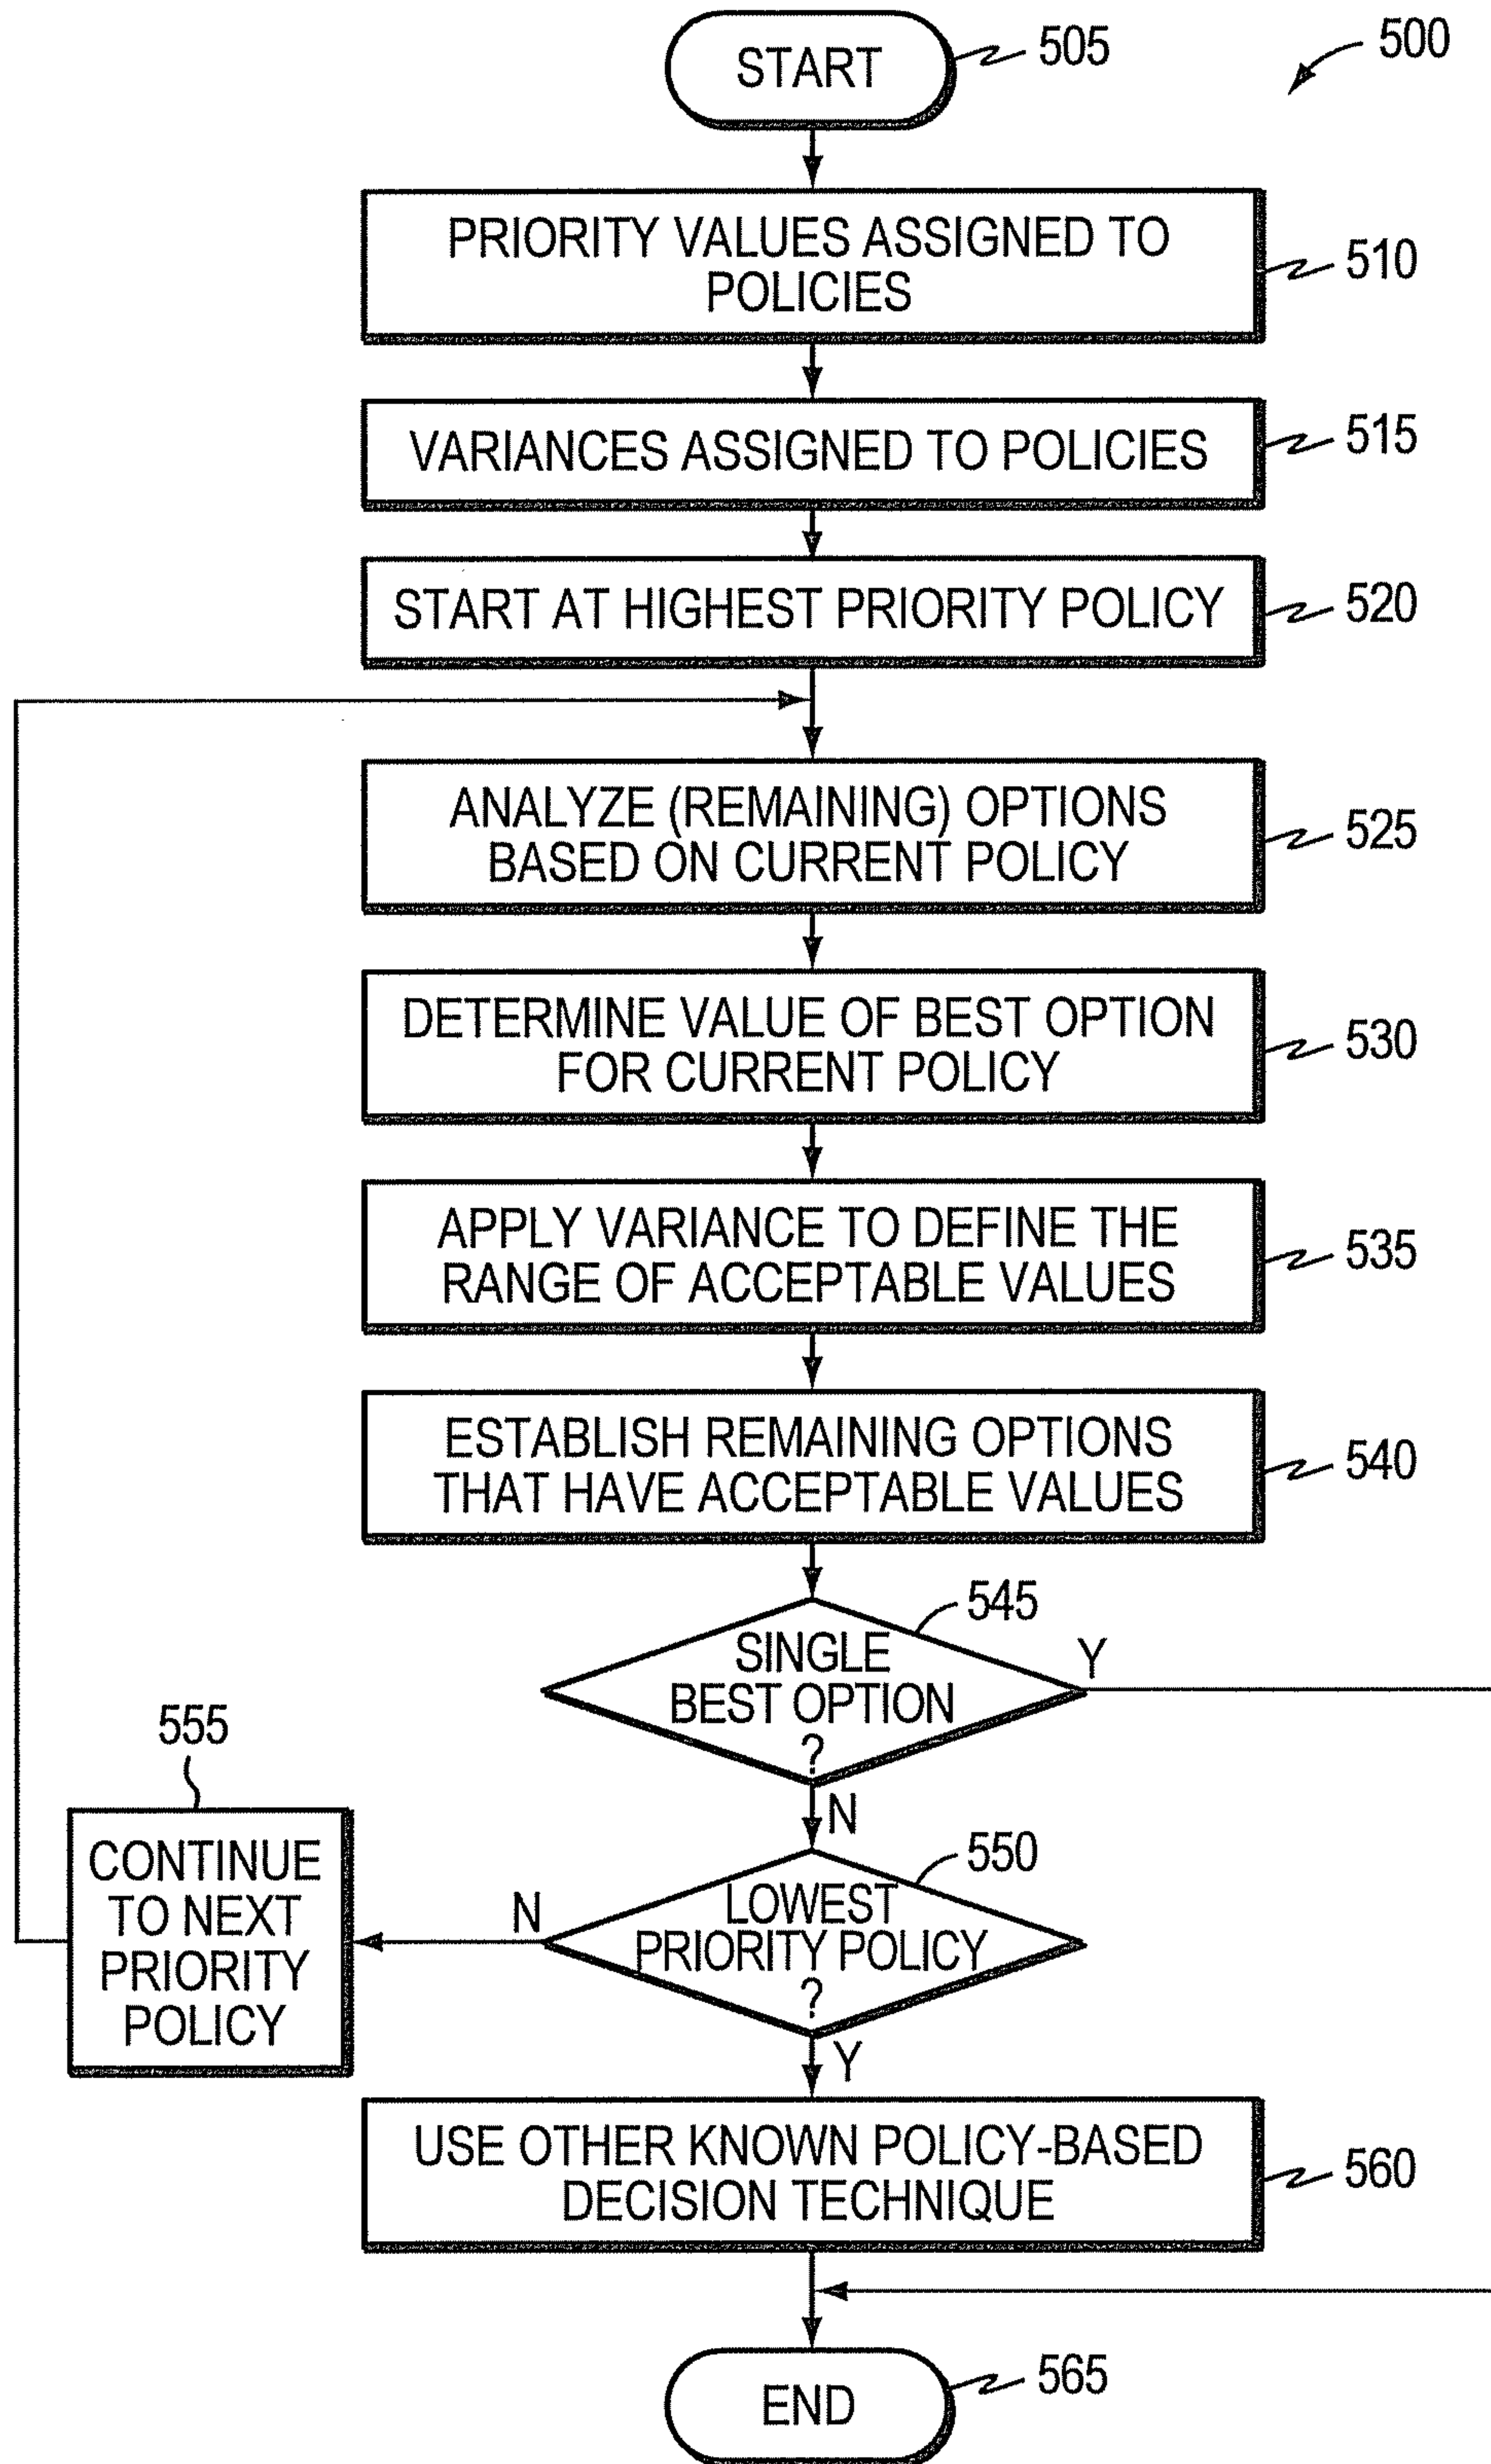 START
505
500
PRIORITY VALUES ASSIGNED TO
POLICIES
510
VARIANCES ASSIGNED TO POLICIES
515
START AT HIGHEST PRIORITY POLICY
520
ANALYZE (REMAINING) OPTIONS
BASED ON CURRENT POLICY
525
DETERMINE VALUE OF BEST OPTION
FOR CURRENT POLICY
530
APPLY VARIANCE TO DEFINE THE
RANGE OF ACCEPTABLE VALUES
535
ESTABLISH REMAINING OPTIONS
THAT HAVE ACCEPTABLE VALUES
540
545
SINGLE
BEST OPTION
?
Y
N
555
CONTINUE
TO NEXT
PRIORITY
POLICY
N
550
LOWEST
PRIORITY POLICY
?
Y
USE OTHER KNOWN POLICY-BASED
DECISION TECHNIQUE
560
END
565